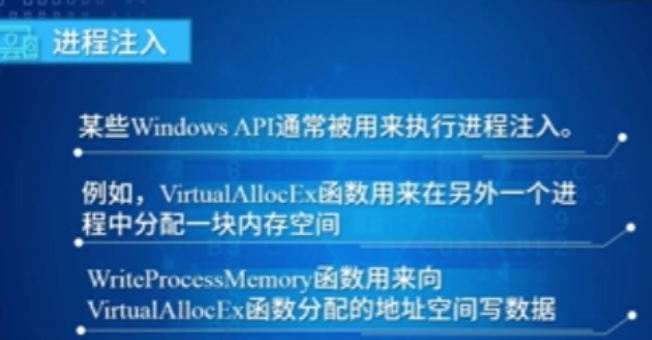 进程注入
某些Windows API通常被用来执行进程注入。
例如，VirtualAllocEx函数用来在另外一个进
程中分配一块内存空间
WriteProcessMemory函数用来向
VirtualAllocEx函数分配的地址空间写数据